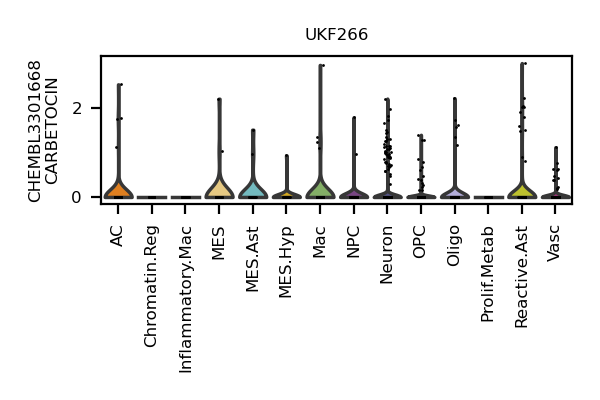 UKF266
CHEMBL3301668
CARBETOCIN
2
0
AC
Chromatin.Reg
Inflammatory.Mac
MES
MES.Ast
MES.Hyp
Mac
NPC
Neuron
OPC
Oligo
Prolif.Metab
Reactive.Ast
Vasc